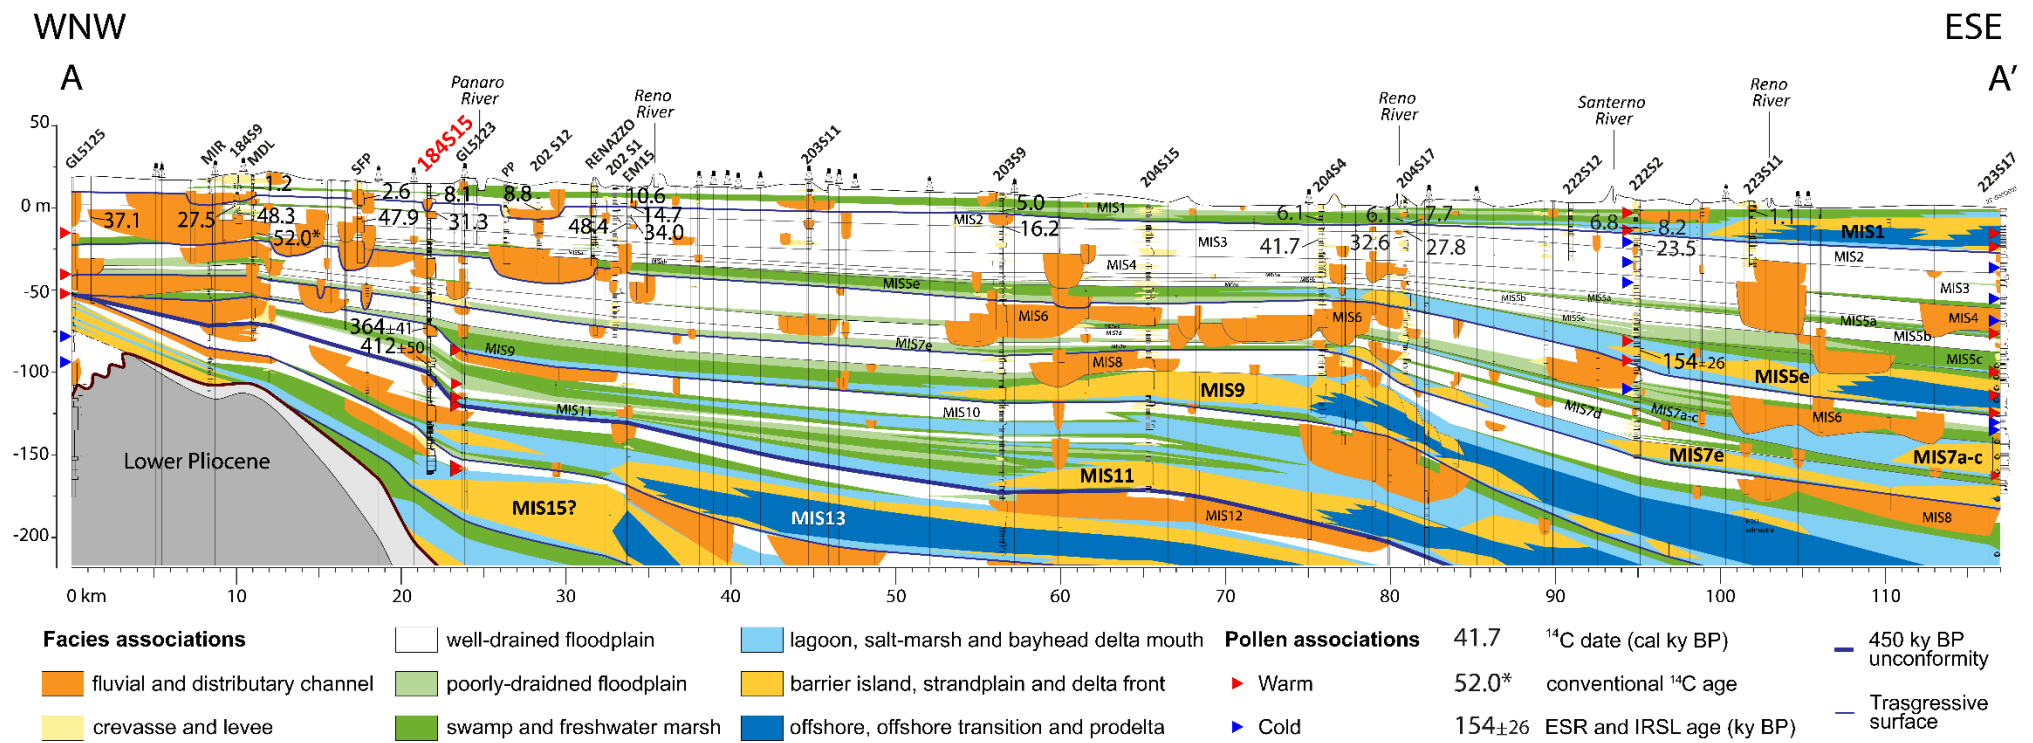 WNW
ESE
A
A'
Panaro
River
Reno
River
Reno
River
Santerno
River
Reno
River
GL5125
MIR
184S9
MDL
SFP
184S15
GL5123
PP
202 S12
RENAZZO
202 S1
EM15
203S11
203S9
204S15
204S4
204S17
222S12
222S2
223S11
223S17
50
0 m
-50
-100
-150
-200
37.1
27.5
1.2
48.3
52.0*
2.6
47.9
8.1
31.3
8.8
48.4
10.6
14.7
34.0
5.0
16.2
6.1
41.7
6.1
32.6
7.7
27.8
6.8
8.2
23.5
1.1
364±41
412±50
154±26
MIS1
MIS2
MIS3
MIS4
MIS5e
MIS6
MIS7e
MIS8
MIS9
MIS9
MIS10
MIS11
MIS11
MIS12
MIS13
MIS15?
MIS6
MIS5b
MIS5a
MIS5c
MIS7d
MIS7a-c
MIS7e
MIS1
MIS2
MIS3
MIS4
MIS5a
MIS5b
MIS5c
MIS5e
MIS6
MIS7a-c
MIS8
Lower Pliocene
0 km
10
20
30
40
50
60
70
80
90
100
110
Facies associations
fluvial and distributary channel
crevasse and levee
well-drained floodplain
poorly-draidned floodplain
swamp and freshwater marsh
lagoon, salt-marsh and bayhead delta mouth
barrier island, strandplain and delta front
offshore, offshore transition and prodelta
Pollen associations
Warm
Cold
41.7 14C date (cal ky BP)
52.0* conventional 14C age
154±26 ESR and IRSL age (ky BP)
450 ky BP
unconformity
Trasgressive
surface